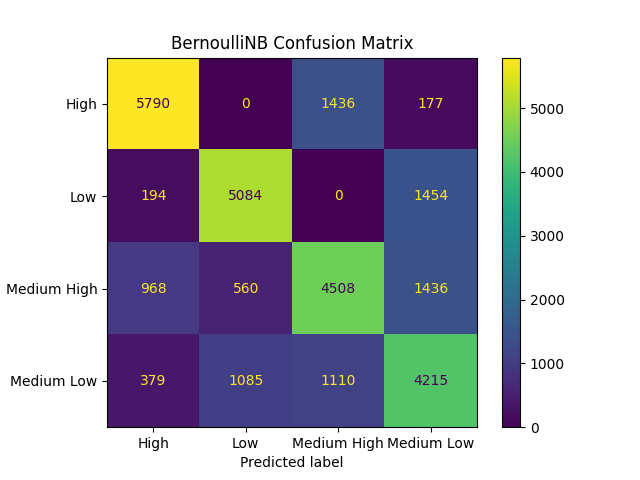 BernoulliNB Confusion Matrix
High 5790 0 1436 177
Low 194 5084 0 1454
Medium High 968 560 4508 1436
Medium Low 379 1085 1110 4215
High Low Medium High Medium Low
Predicted label
5000
4000
3000
2000
1000
0